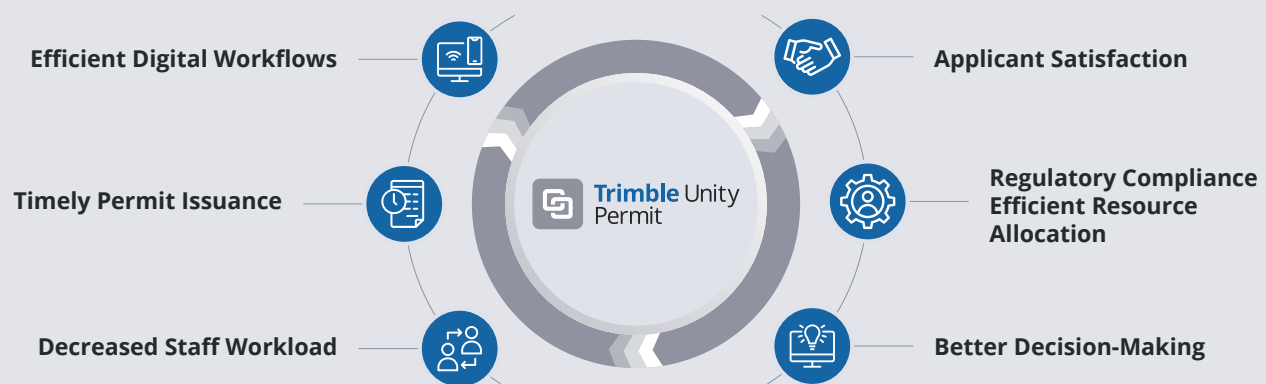 Efficient Digital Workflows
Timely Permit Issuance
Decreased Staff Workload
Trimble Unity
Permit
Applicant Satisfaction
Regulatory Compliance
Efficient Resource
Allocation
Better Decision-Making